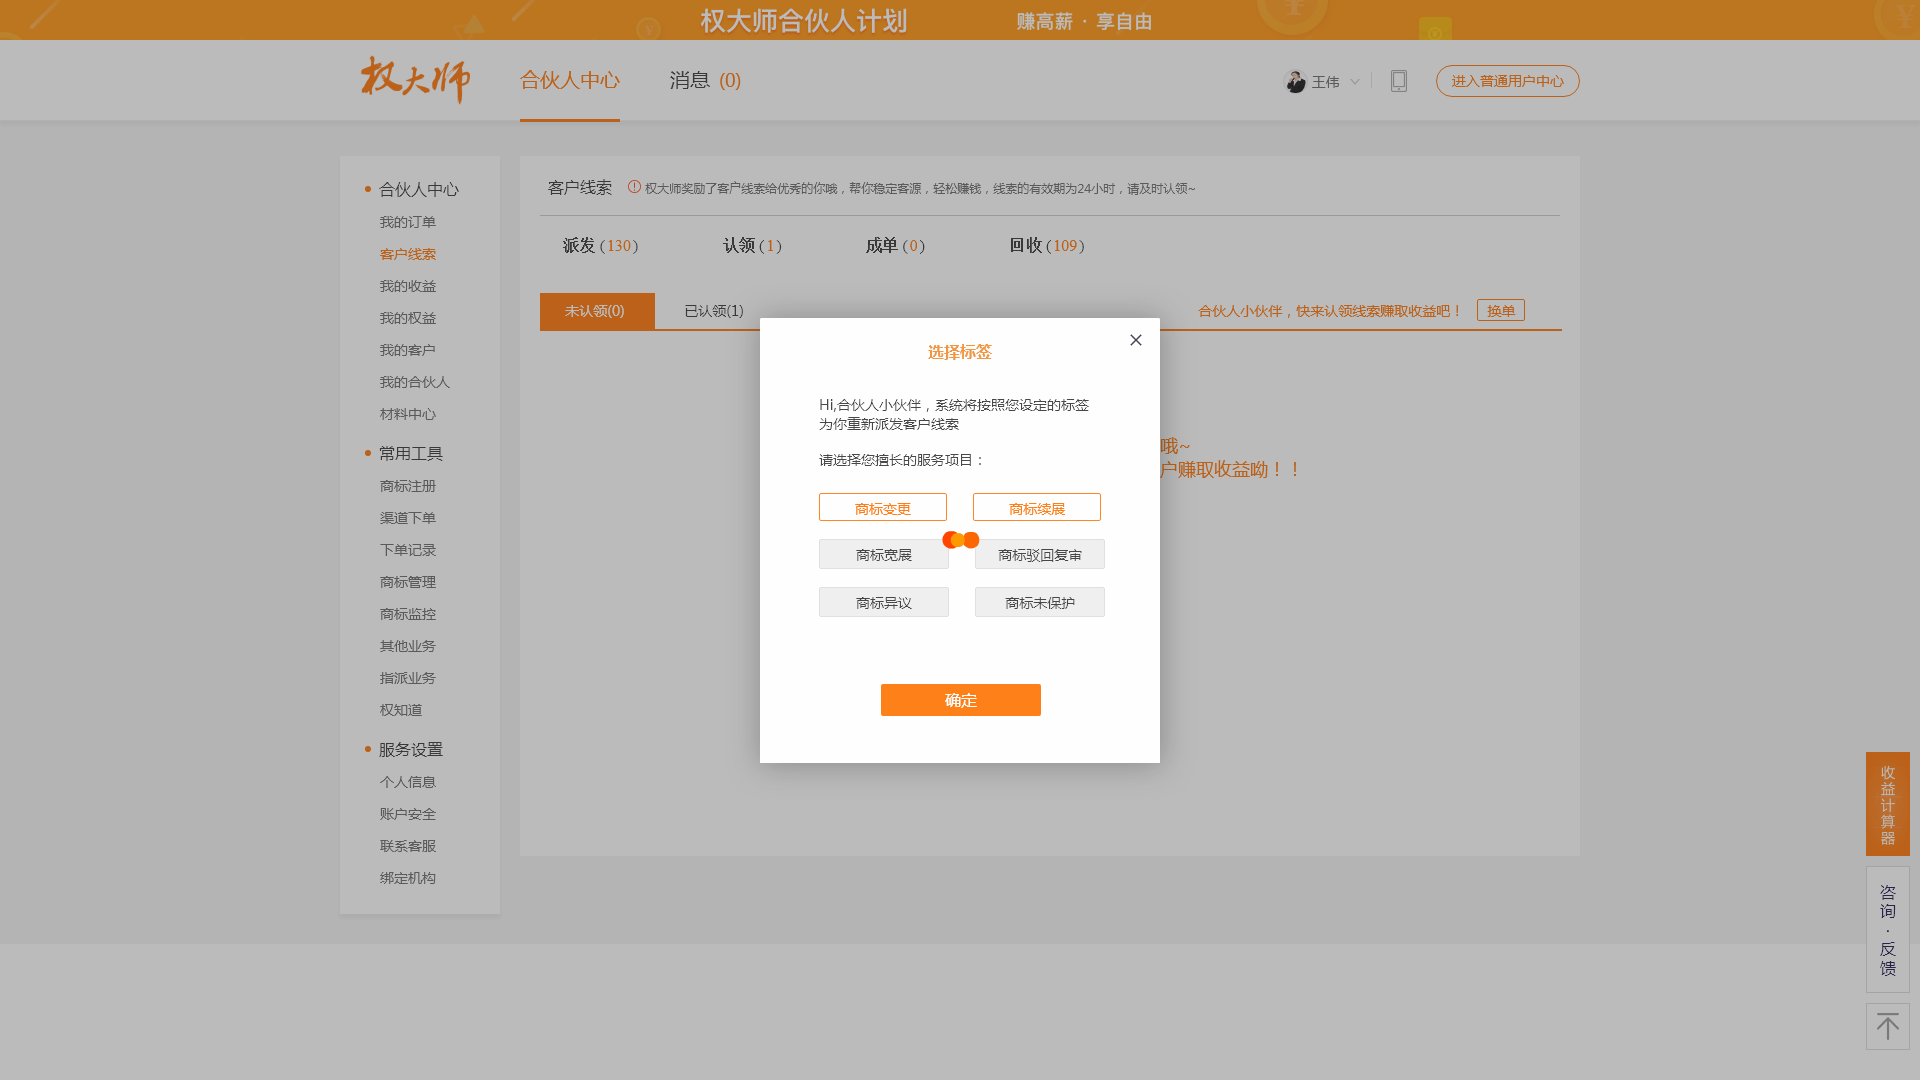 权大师合伙人计划 赚高薪 · 享自由
权大师 合伙人中心 消息 (0) 王伟 进入普通用户中心
合伙人中心
我的订单
客户线索
我的收益
我的权益
我的客户
我的合伙人
材料中心
常用工具
商标注册
渠道下单
下单记录
商标管理
商标监控
其他业务
指派业务
权知道
服务设置
个人信息
账户安全
联系客服
绑定机构
客户线索 权大师奖励了客户线索给优秀的你哦，帮你稳定客源，轻松赚钱，线索的有效期为24小时，请及时认领~
派发 (130) 认领 (1) 成单 (0) 回收 (109)
未认领(0) 已认领(1) 合伙人小伙伴，快来认领线索赚取收益吧！ 换单
哦~
户赚取收益呦！！
选择标签
Hi,合伙人小伙伴，系统将按照您设定的标签
为你重新派发客户线索
请选择您擅长的服务项目：
商标变更 商标续展
商标宽展 商标驳回复审
商标异议 商标未保护
确定
收益计算器
咨询·反馈